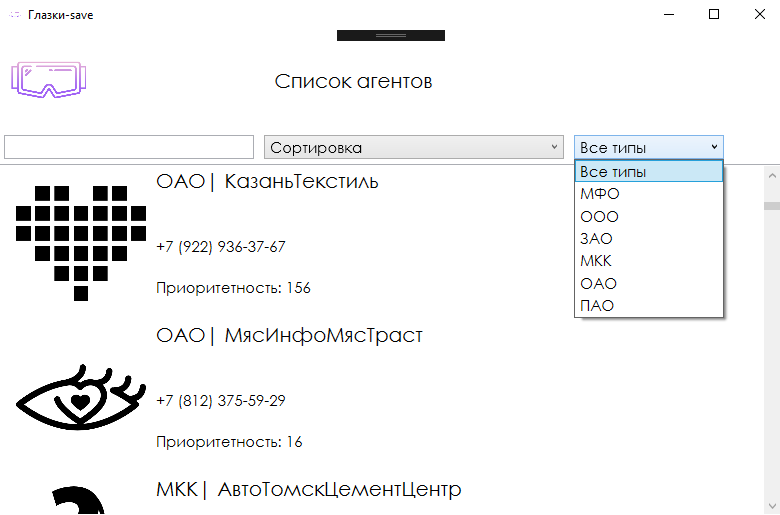 Глазки-save
Список агентов
Сортировка
Все типы
Все типы
МФО
ООО
ЗАО
МКК
ОАО
ПАО
ОАО| КазаньТекстиль
+7 (922) 936-37-67
Приоритетность: 156
ОАО| МясИнфоМясТраст
+7 (812) 375-59-29
Приоритетность: 16
МКК| АвтоТомскЦементЦентр